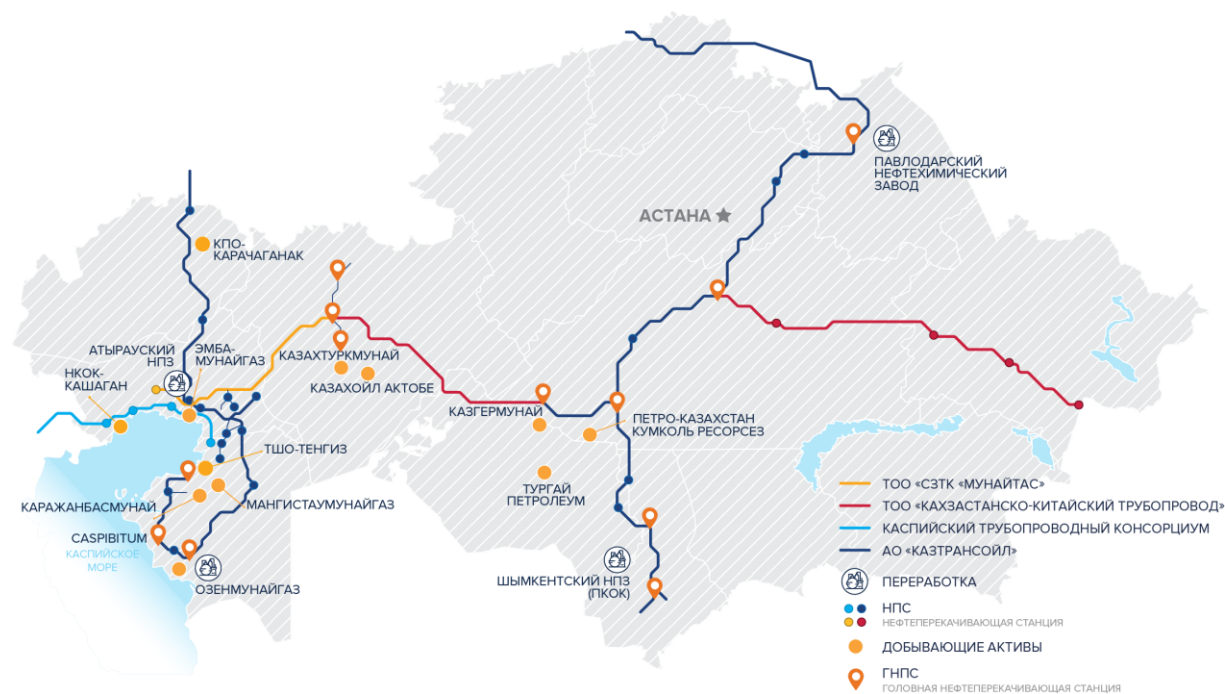 ПАВЛОДАРСКИЙ
НЕФТЕХИМИЧЕСКИЙ
ЗАВОД
АСТАНА
КПО-
КАРАЧАГАНАК
АТЫРАУСКИЙ
НПЗ
ЭМБА-
МУНАЙГАЗ
НКОК-
КАШАГАН
КАЗАХТУРКМУНАЙ
КАЗАХОЙЛ АКТОБЕ
КАЗГЕРМУНАЙ
ПЕТРО-КАЗАХСТАН
КУМКОЛЬ РЕСОРСЕЗ
ТШО-ТЕНГИЗ
ТУРГАЙ
ПЕТРОЛЕУМ
КАРАЖАНБАСМУНАЙ
МАНГИСТАУМУНАЙГАЗ
CASPIBITUM
КАСПИЙСКОЕ
МОРЕ
ОЗЕНМУНАЙГАЗ
ШЫМКЕНТСКИЙ НПЗ
(ПКОК)
ТОО «СЗТК «МУНАЙТАС»
ТОО «КАХЗАСТАНСКО-КИТАЙСКИЙ ТРУБОПРОВОД»
КАСПИЙСКИЙ ТРУБОПРОВОДНЫЙ КОНСОРЦИУМ
АО «КАЗТРАНСОЙЛ»
ПЕРЕРАБОТКА
НПС
НЕФТЕПЕРЕКАЧИВАЮЩАЯ СТАНЦИЯ
ДОБЫВАЮЩИЕ АКТИВЫ
ГНПС
ГОЛОВНАЯ НЕФТЕПЕРЕКАЧИВАЮЩАЯ СТАНЦИЯ